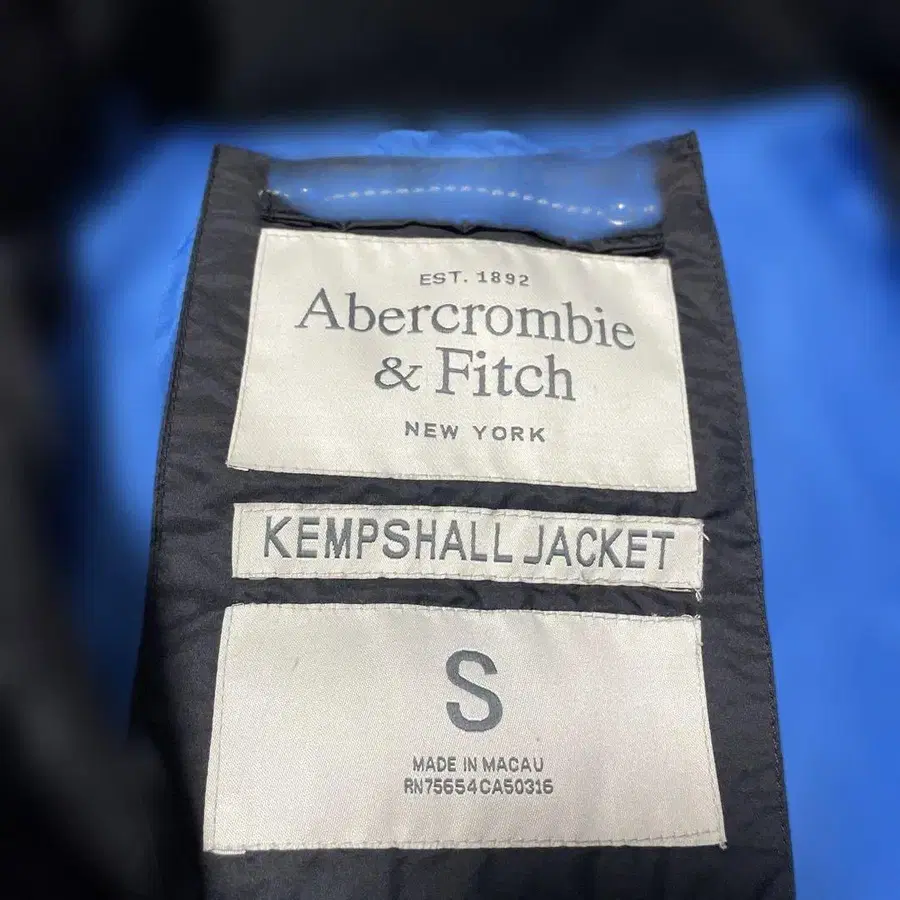 EST. 1892
Abercrombie
& Fitch
NEW YORK
KEMPSHALL JACKET
S
MADE IN MACAU
RN75654CA50316